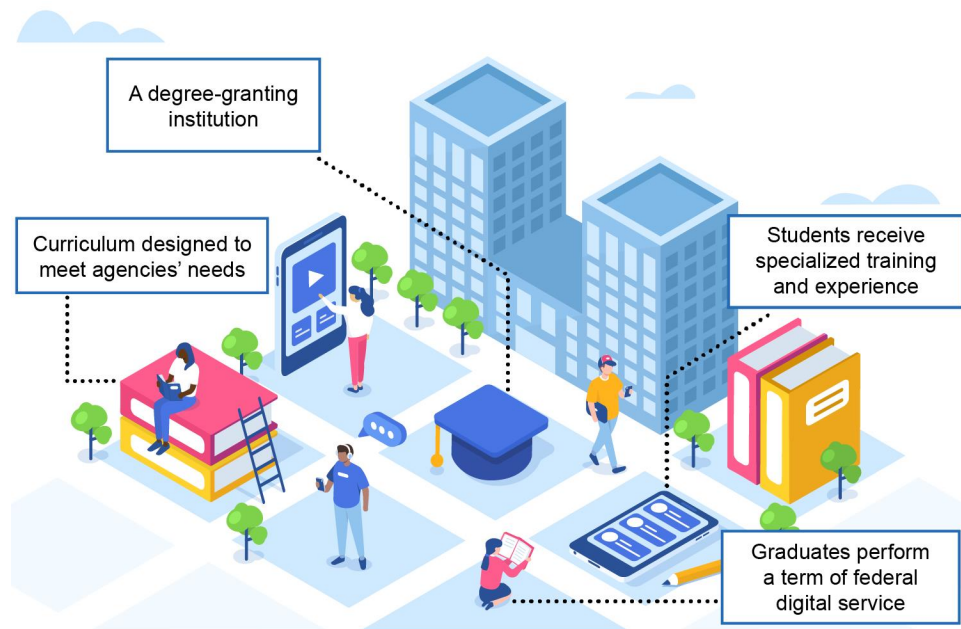 A degree-granting
institution
Curriculum designed to
meet agencies’ needs
Students receive
specialized training
and experience
Graduates perform
a term of federal
digital service